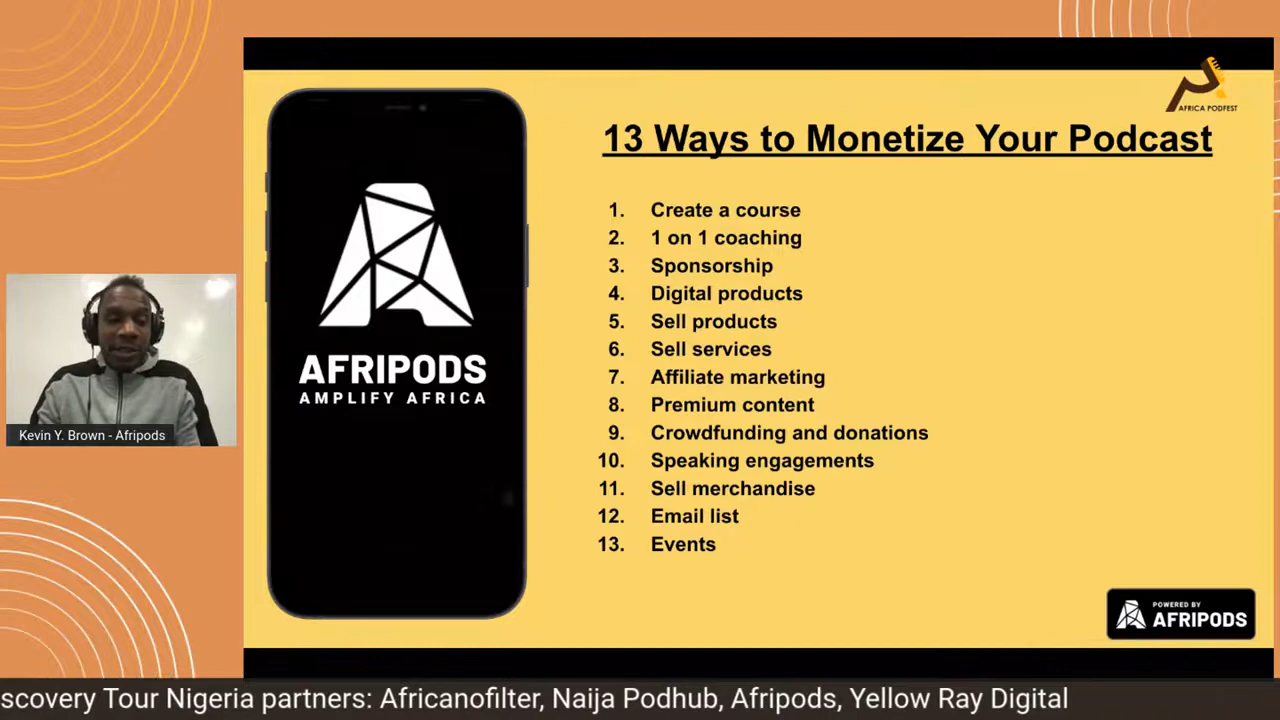 AFRICA PODFEST
13 Ways to Monetize Your Podcast
1. Create a course
2. 1 on 1 coaching
3. Sponsorship
4. Digital products
5. Sell products
6. Sell services
7. Affiliate marketing
8. Premium content
9. Crowdfunding and donations
10. Speaking engagements
11. Sell merchandise
12. Email list
13. Events
AFRIPODS
AMPLIFY AFRICA
Kevin Y. Brown - Afripods
POWERED BY
AFRIPODS
scovery Tour Nigeria partners: Africanofilter, Naija Podhub, Afripods, Yellow Ray Digital